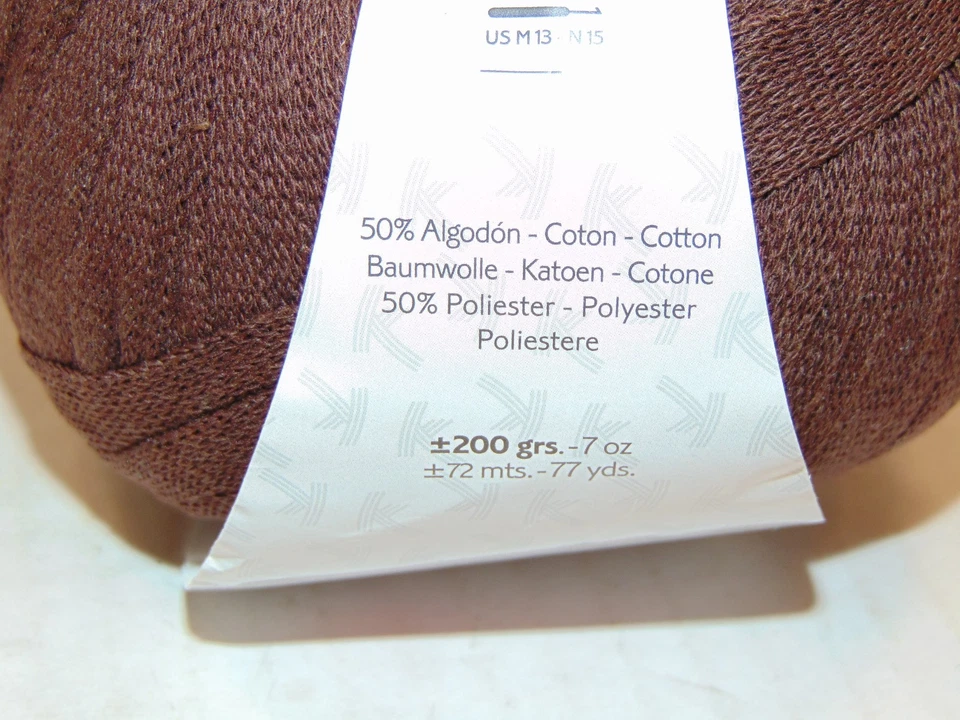 US M 13 - N 15
50% Algodón - Coton - Cotton
Baumwolle - Katoen - Cotone
50% Poliester - Polyester
Poliestere
±200 grs. - 7 oz
±72 mts. - 77 yds.